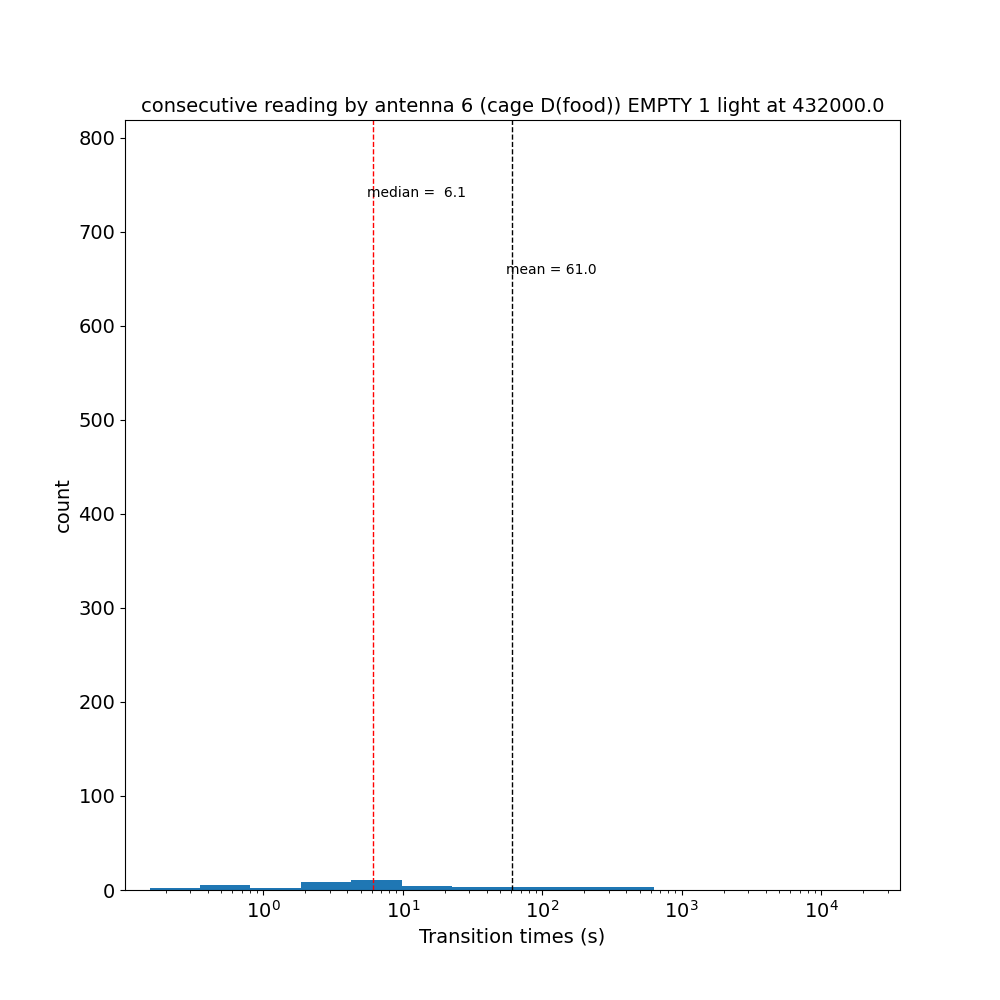 consecutive reading by antenna 6 (cage D(food)) EMPTY 1 light at 432000.0
800
700
600
500
400
300
200
100
0
count
median =  6.1
mean = 61.0
10⁰
10¹
10²
10³
10⁴
Transition times (s)